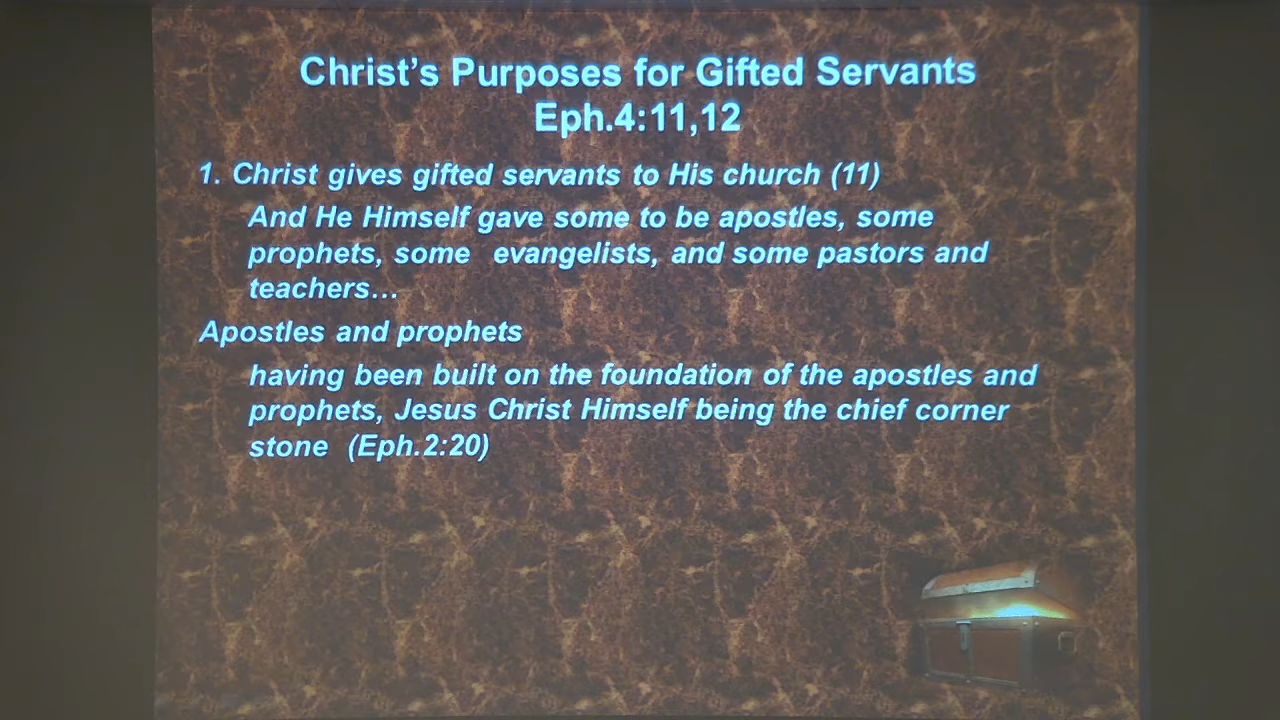 Christ's Purposes for Gifted Servants
Eph.4:11,12
1. Christ gives gifted servants to His church (11)
And He Himself gave some to be apostles, some
prophets, some evangelists, and some pastors and
teachers…
Apostles and prophets
having been built on the foundation of the apostles and
prophets, Jesus Christ Himself being the chief corner
stone (Eph.2:20)